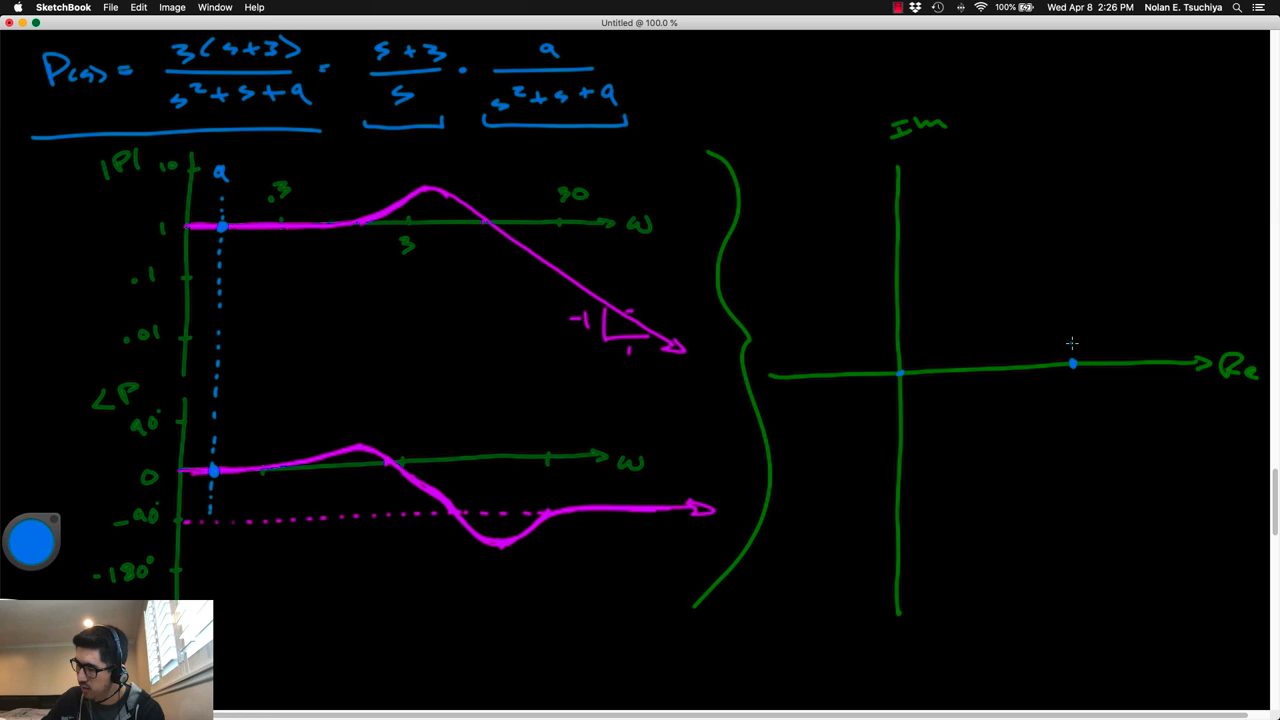 SketchBook File Edit Image Window Help 100% Wed Apr 8 2:26 PM Nolan E. Tsuchiya
Untitled @ 100.0 %
P(s) = 3(s+3) / s²+s+9 = s+3 / s · 9 / s²+s+9
Im
|P| 10 a .3 30
1 ω
3
.1
-1
.01 1
Re
∠P
90°
0 ω
-90°
-180°